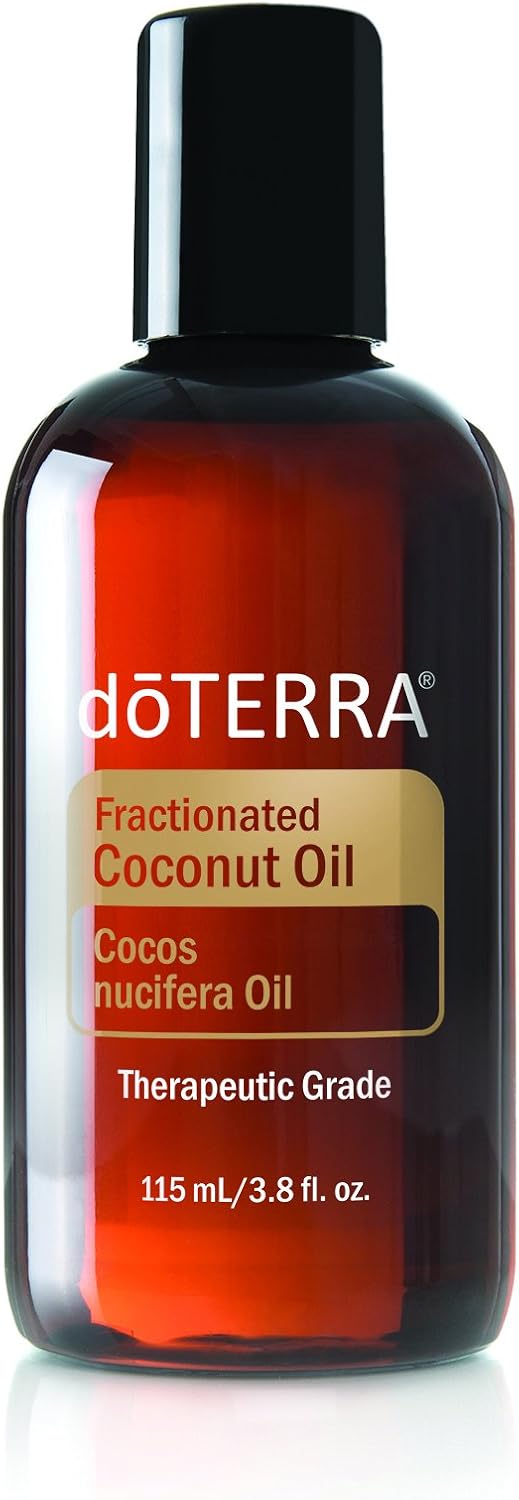 dōTERRA®
Fractionated
Coconut Oil
Cocos
nucifera Oil
Therapeutic Grade
115 mL/3.8 fl. oz.